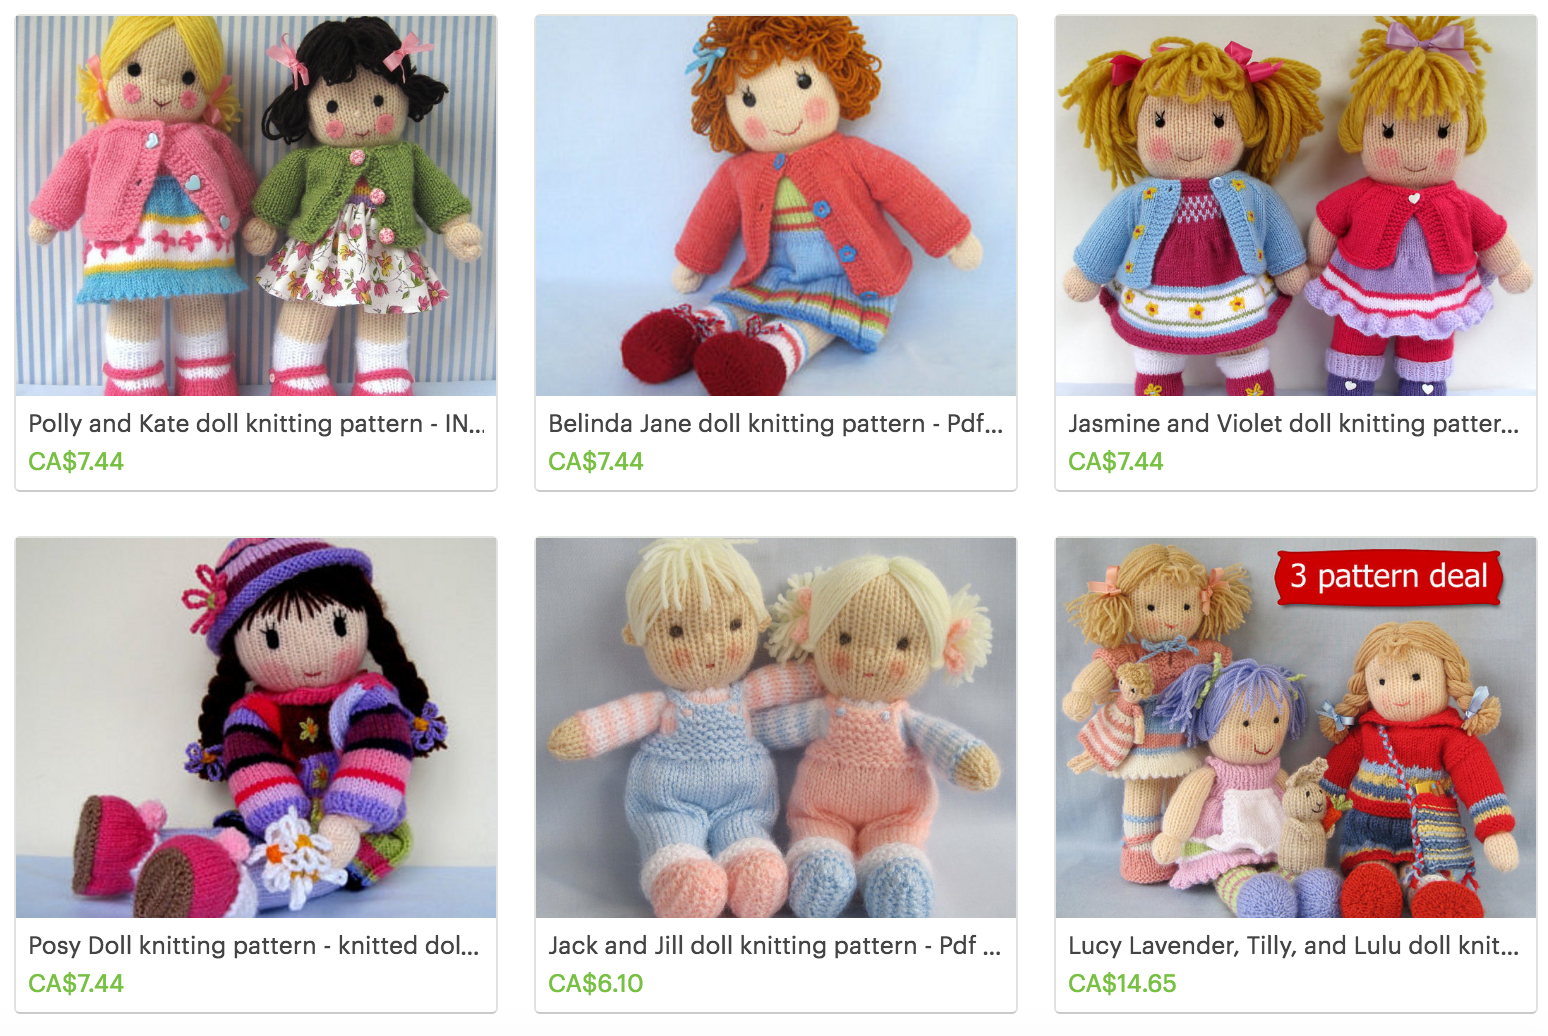 Polly and Kate doll knitting pattern - IN...
CA$7.44
Belinda Jane doll knitting pattern - Pdf...
CA$7.44
Jasmine and Violet doll knitting patter...
CA$7.44
3 pattern deal
Posy Doll knitting pattern - knitted dol...
CA$7.44
Jack and Jill doll knitting pattern - Pdf ...
CA$6.10
Lucy Lavender, Tilly, and Lulu doll knit...
CA$14.65